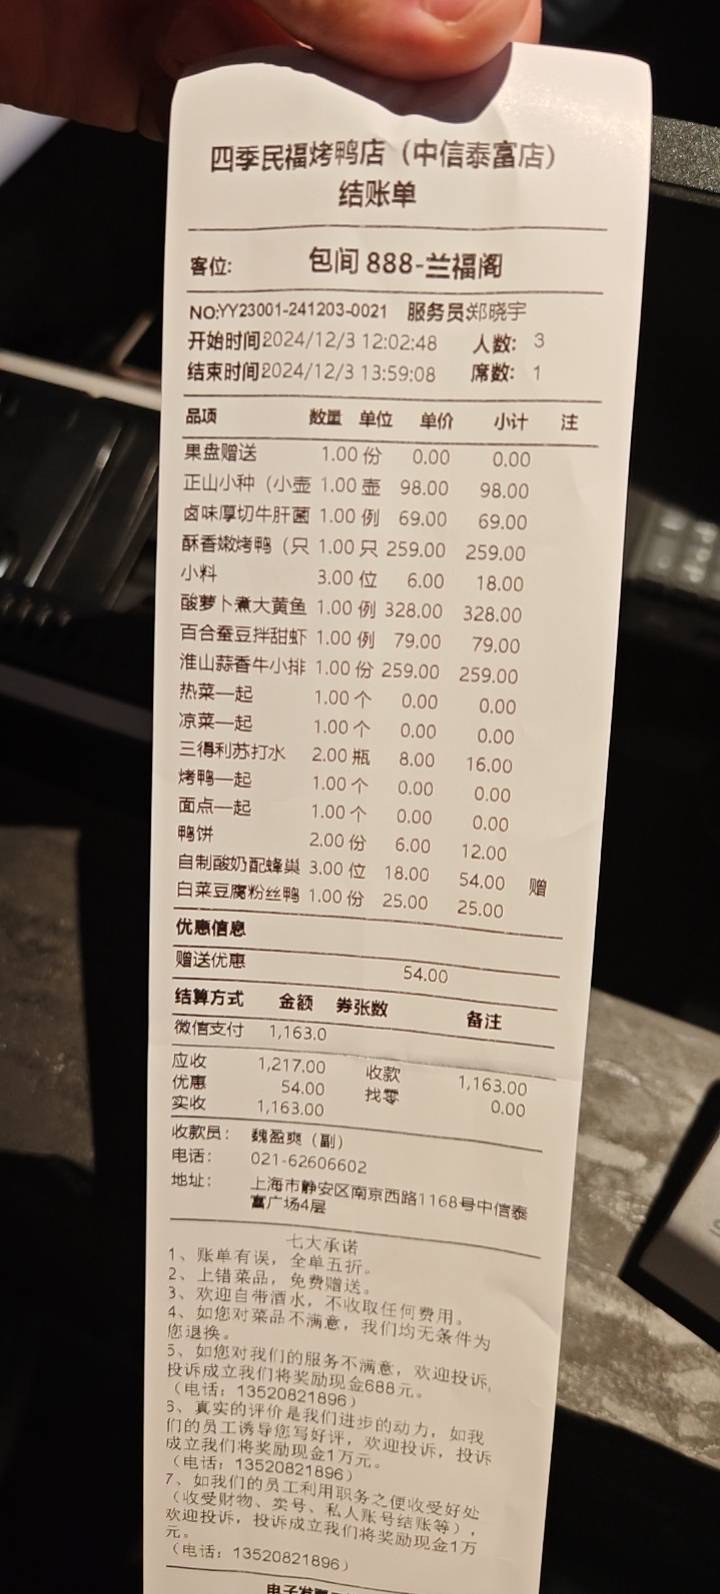 四季民福烤鸭店（中信泰富店）
结账单
客位： 包间 888-兰福阁
NO:YY23001-241203-0021 服务员:郑晓宇
开始时间2024/12/3 12:02:48 人数： 3
结束时间2024/12/3 13:59:08 席数： 1
品项 数量 单位 单价 小计 注
果盘赠送 1.00 份 0.00 0.00
正山小种（小壶 1.00 壶 98.00 98.00
卤味厚切牛肝菌 1.00 例 69.00 69.00
酥香嫩烤鸭（只 1.00 只 259.00 259.00
小料 3.00 位 6.00 18.00
酸萝卜煮大黄鱼 1.00 例 328.00 328.00
百合蚕豆拌甜虾 1.00 例 79.00 79.00
淮山蒜香牛小排 1.00 份 259.00 259.00
热菜一起 1.00 个 0.00 0.00
凉菜一起 1.00 个 0.00 0.00
三得利苏打水 2.00 瓶 8.00 16.00
烤鸭一起 1.00 个 0.00 0.00
面点一起 1.00 个 0.00 0.00
鸭饼 2.00 份 6.00 12.00
自制酸奶配蜂巢 3.00 位 18.00 54.00 赠
白菜豆腐粉丝鸭 1.00 份 25.00 25.00
优惠信息
赠送优惠 54.00
结算方式 金额 券张数 备注
微信支付 1,163.0
应收 1,217.00 收款 1,163.00
优惠 54.00 找零 0.00
实收 1,163.00
收款员： 魏盈爽（副）
电话： 021-62606602
地址： 上海市静安区南京西路1168号中信泰
富广场4层
七大承诺
1、账单有误，全单五折。
2、上错菜品，免费赠送。
3、欢迎自带酒水，不收取任何费用。
4、如您对菜品不满意，我们均无条件为
您退换。
5、如您对我们的服务不满意，欢迎投诉，
投诉成立我们将奖励现金688元。
（电话：13520821896）
6、真实的评价是我们进步的动力，如我
们的员工诱导您写好评，欢迎投诉，投诉
成立我们将奖励现金1万元。
（电话：13520821896）
7、如我们的员工利用职务之便收受好处
（收受财物、卖号、私人账号结账等），
欢迎投诉，投诉成立我们将奖励现金1万
元。
（电话：13520821896）
电子发票